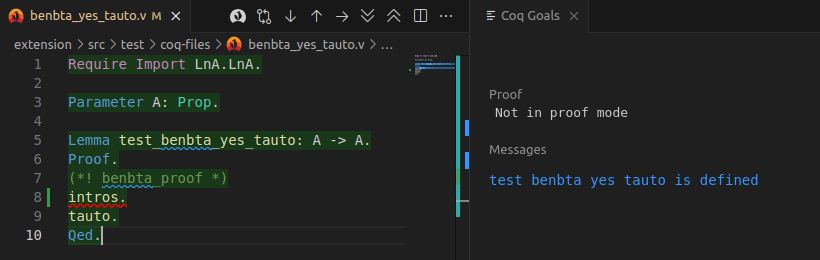 benbta_yes_tauto.v M
extension > src > test > coq-files > benbta_yes_tauto.v > ...
1 Require Import LnA.LnA.
2
3 Parameter A: Prop.
4
5 Lemma test_benbta_yes_tauto: A -> A.
6 Proof.
7 (*! benbta_proof *)
8 intros.
9 tauto.
10 Qed.
Coq Goals
Proof
Not in proof mode
Messages
test benbta yes tauto is defined